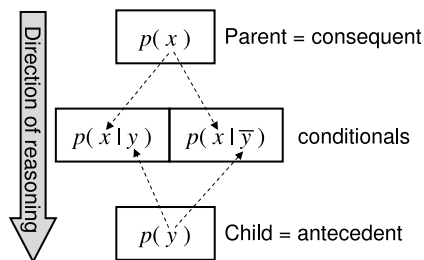 Direction of reasoning
p( x )
Parent = consequent
p( x | y )
p( x | y̅ )
conditionals
p( y )
Child = antecedent